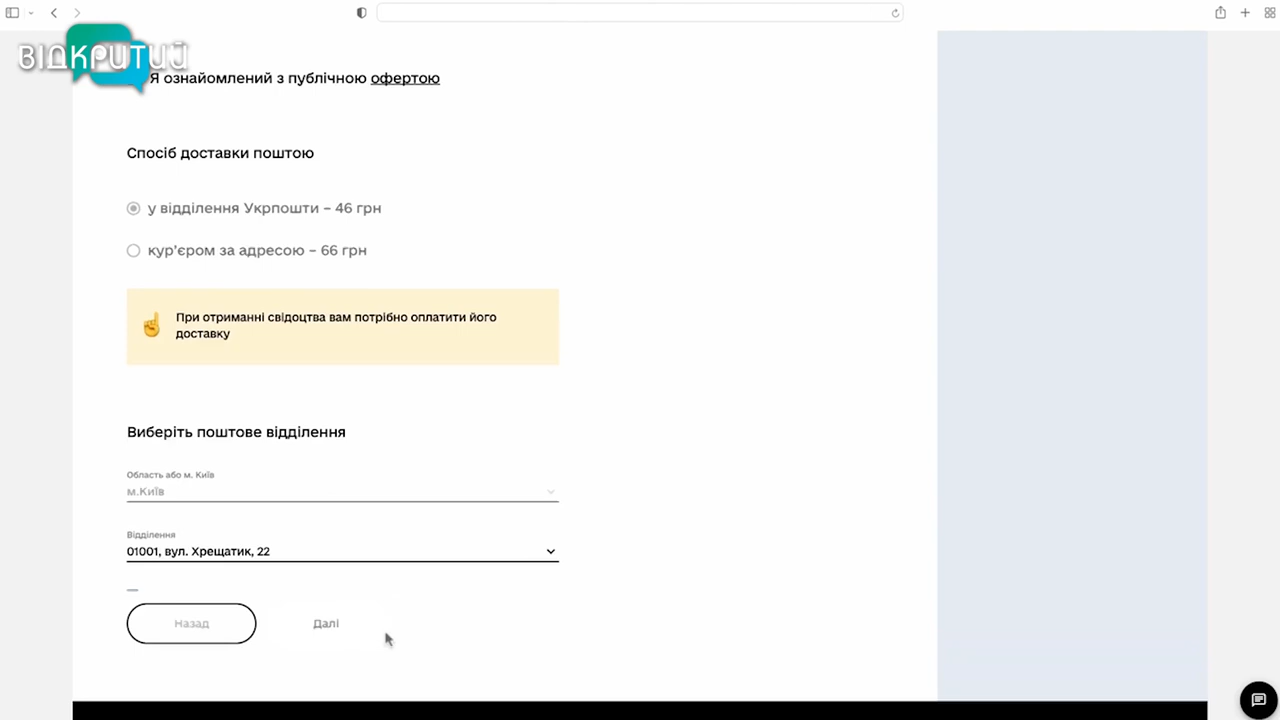 ВІДКРИТИЙ
Я ознайомлений з публічною офертою
Спосіб доставки поштою
у відділення Укрпошти – 46 грн
кур’єром за адресою – 66 грн
При отриманні свідоцтва вам потрібно оплатити його
доставку
Виберіть поштове відділення
Область або м. Київ
м.Київ
Відділення
01001, вул. Хрещатик, 22
Назад
Далі